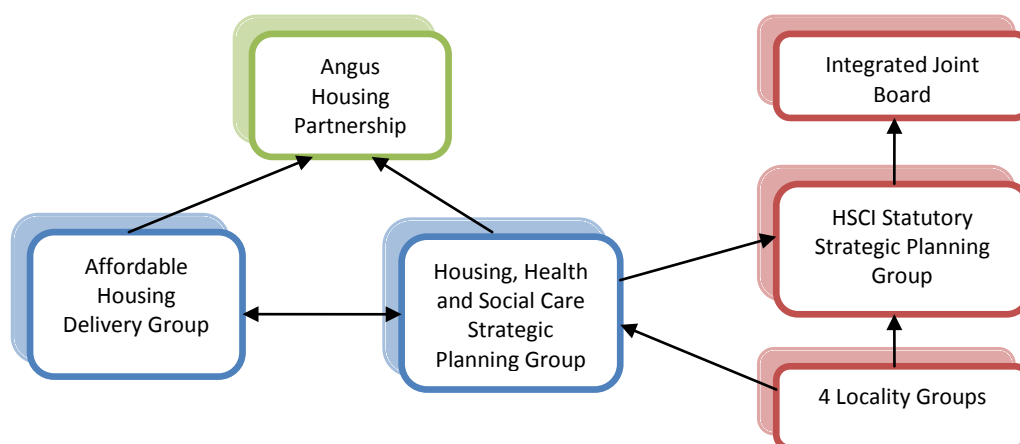 Angus
Housing
Partnership
Integrated Joint
Board
Affordable
Housing
Delivery Group
Housing, Health
and Social Care
Strategic
Planning Group
HSCI Statutory
Strategic Planning
Group
4 Locality Groups